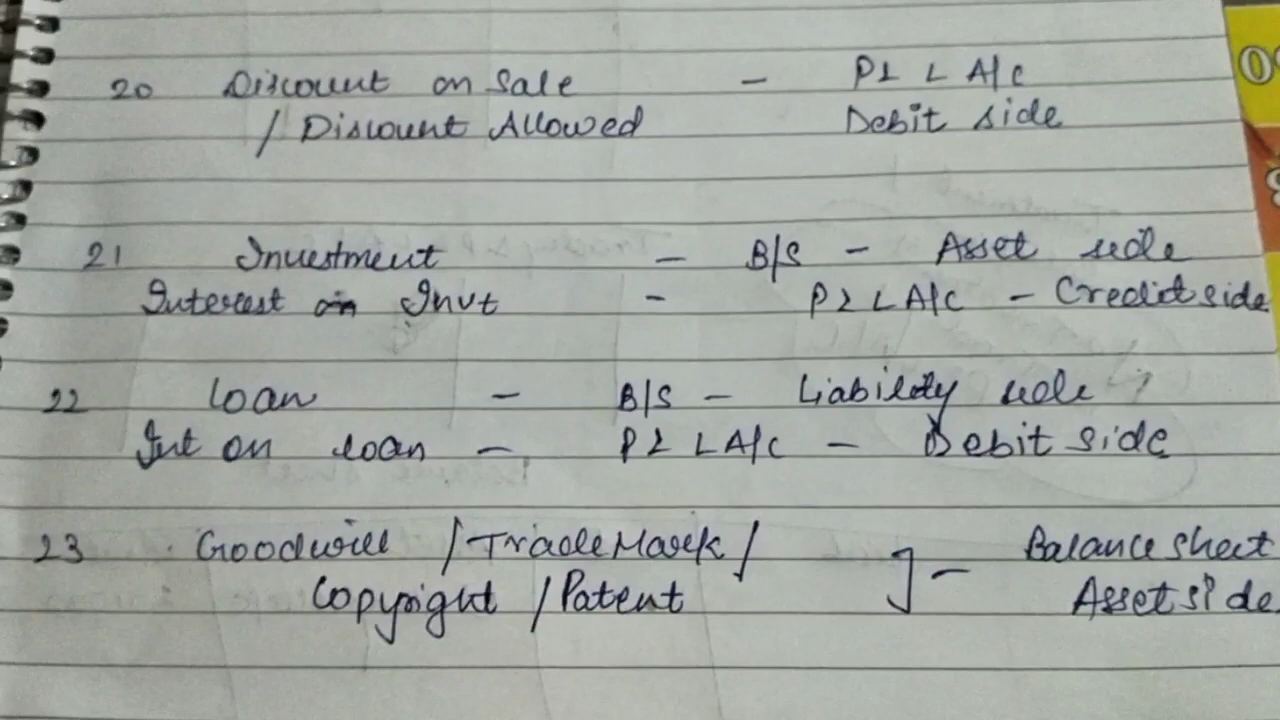 20 Discount on Sale - P & L A/c
/ Discount Allowed Debit side
21 Investment - B/S - Asset side
Interest on Invt - P & L A/c - Credit side
22 Loan - B/S - Liability side
Int on loan - P & L A/c - Debit side
23 Goodwill / TradeMark / ] - Balance sheet
Copyright / Patent Asset side